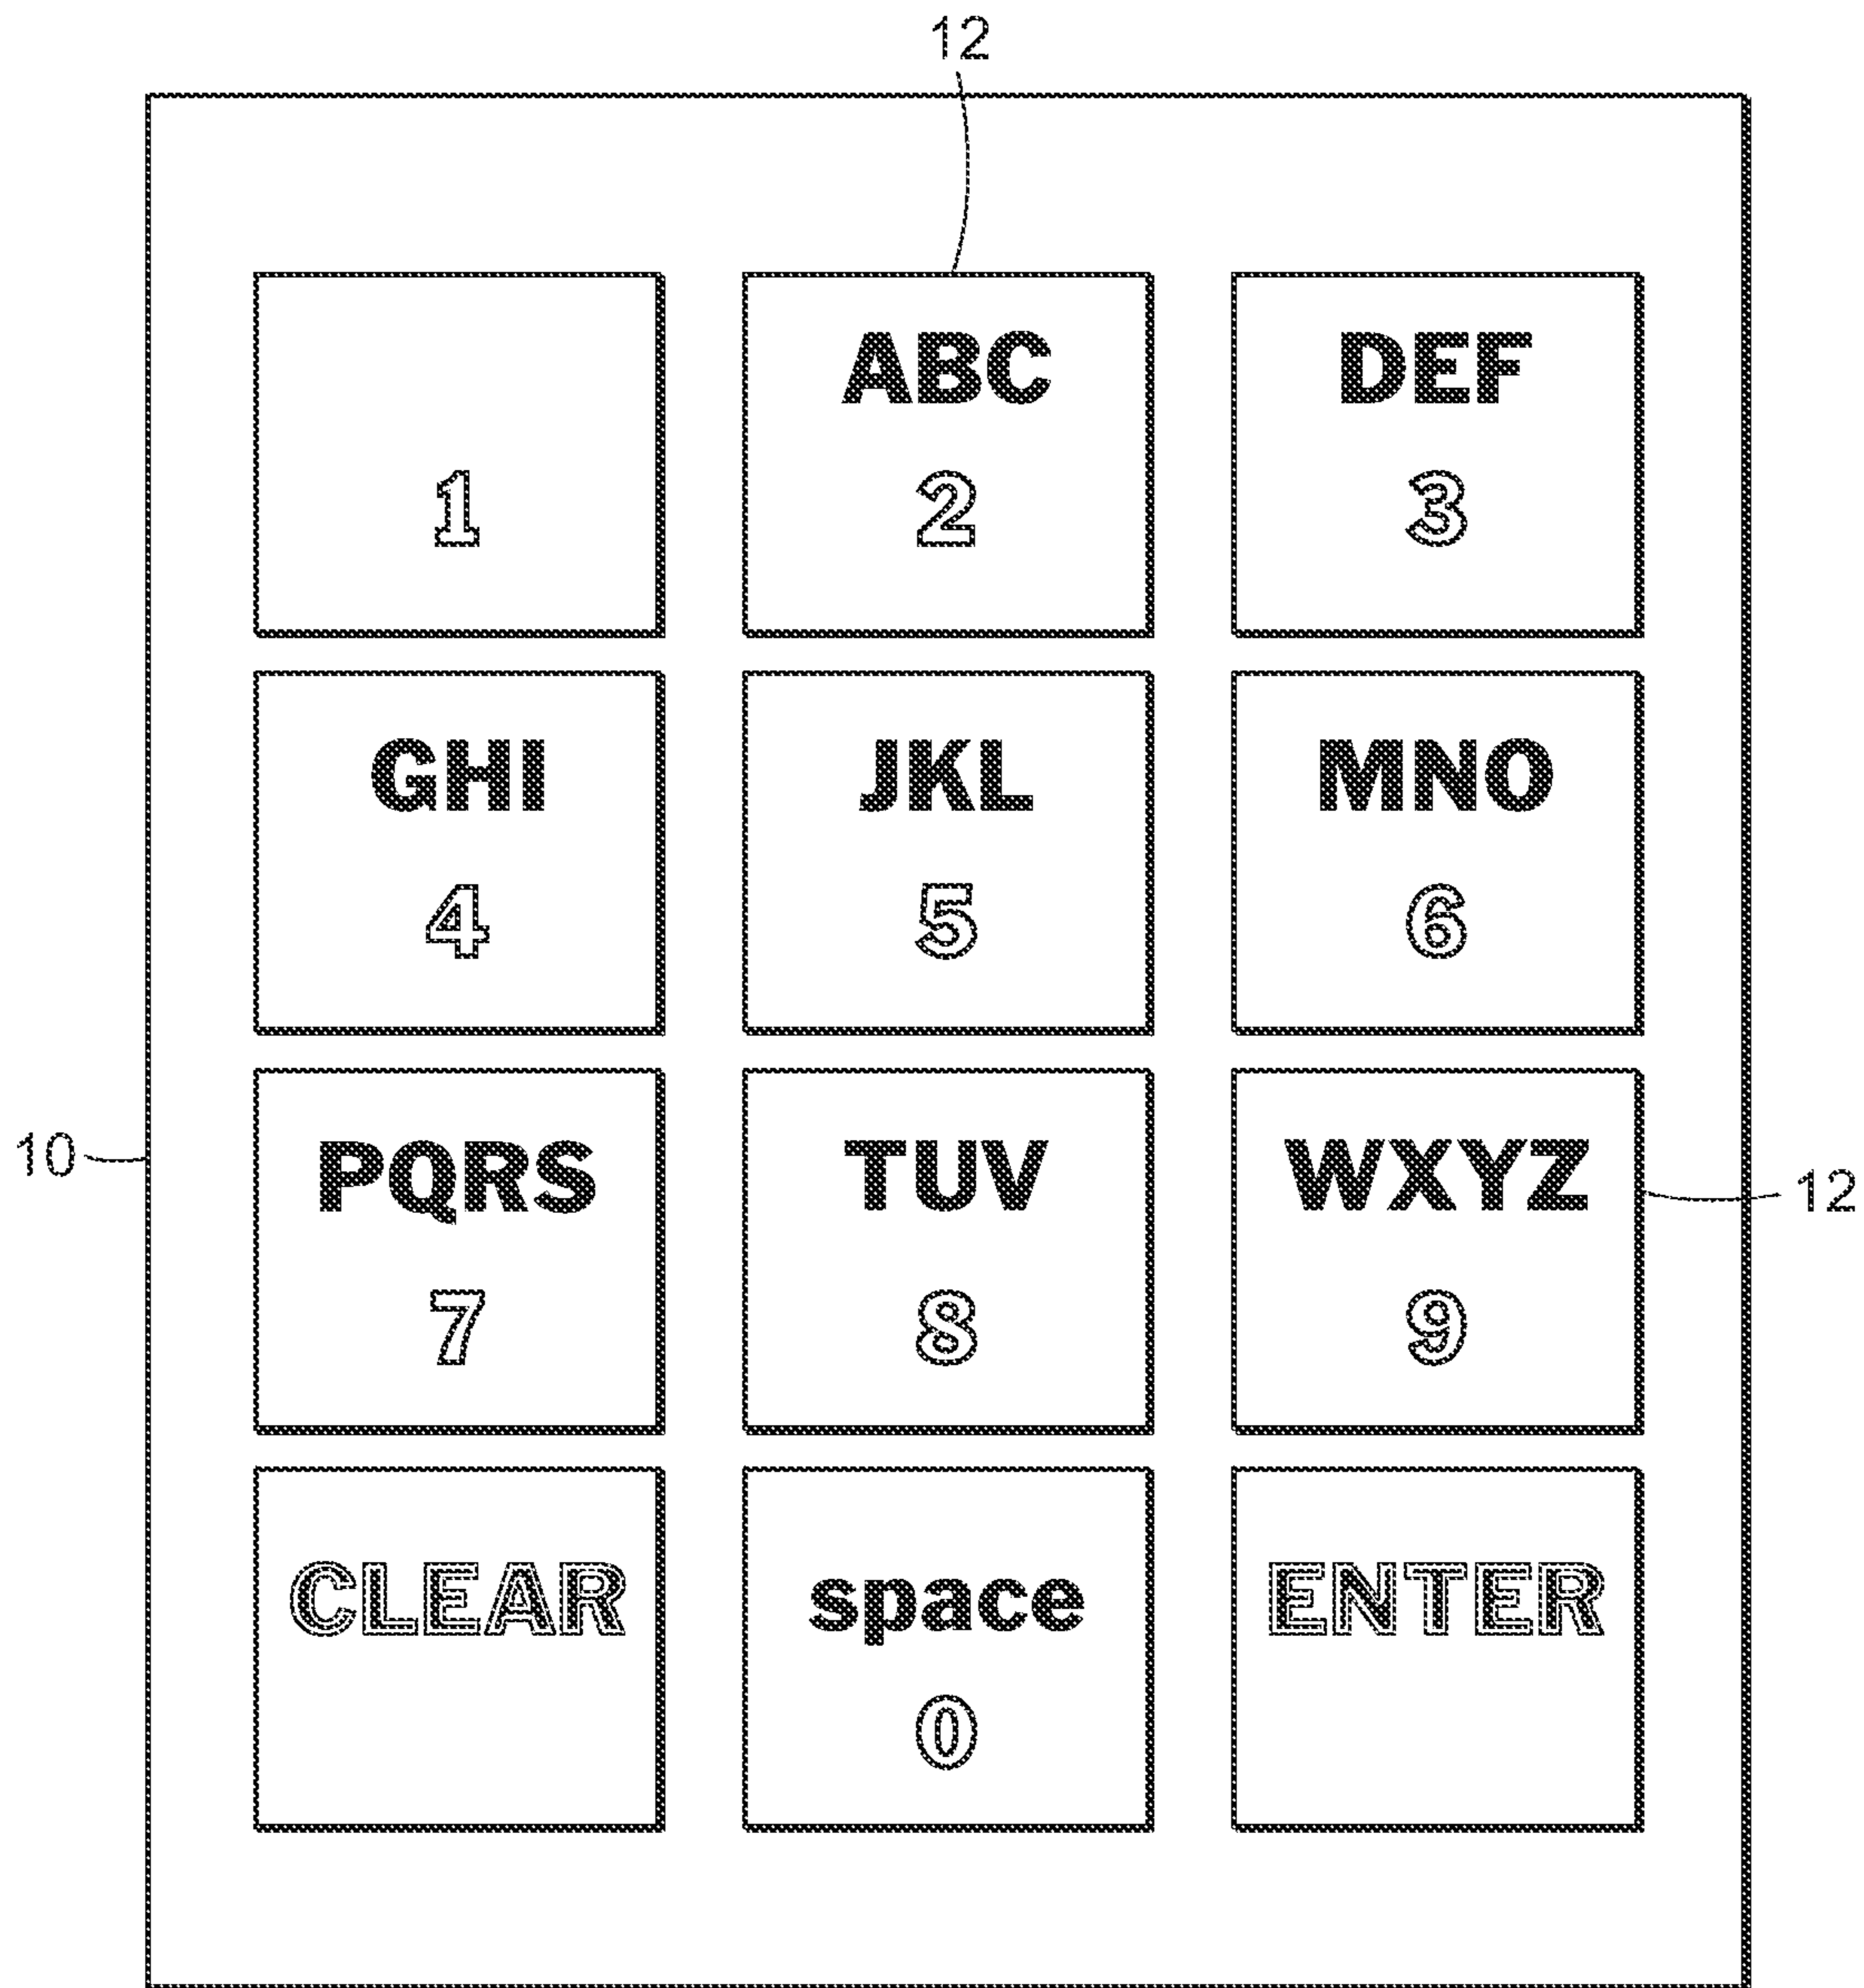 12
ABC DEF
1 2 3
GHI JKL MNO
4 5 6
10
PQRS TUV WXYZ
12
7 8 9
CLEAR space ENTER
0